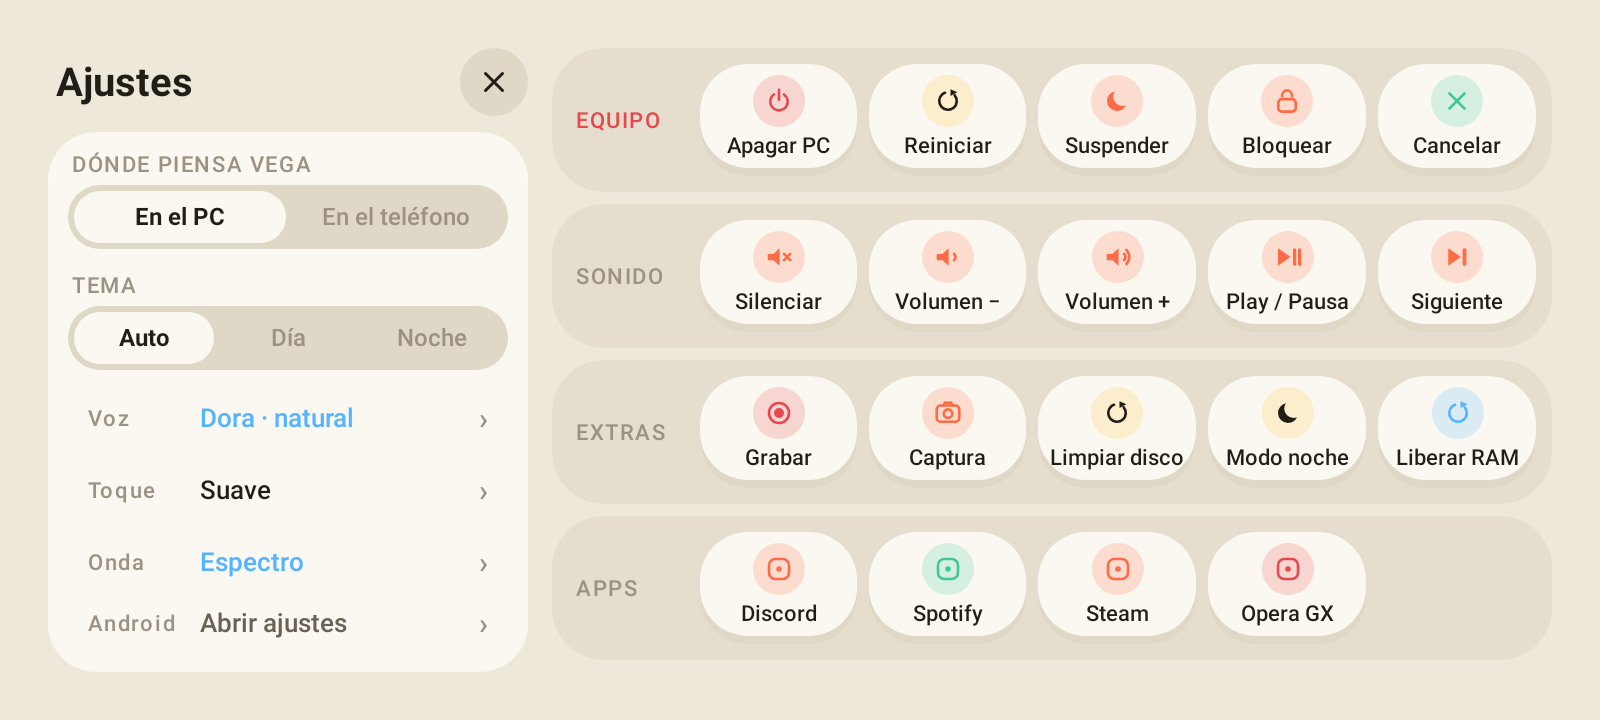 Ajustes
DÓNDE PIENSA VEGA
En el PC
En el teléfono
TEMA
Auto
Día
Noche
Voz
Dora · natural
›
Toque
Suave
›
Onda
Espectro
›
Android
Abrir ajustes
›
EQUIPO
Apagar PC
Reiniciar
Suspender
Bloquear
Cancelar
SONIDO
Silenciar
Volumen −
Volumen +
Play / Pausa
Siguiente
EXTRAS
Grabar
Captura
Limpiar disco
Modo noche
Liberar RAM
APPS
Discord
Spotify
Steam
Opera GX